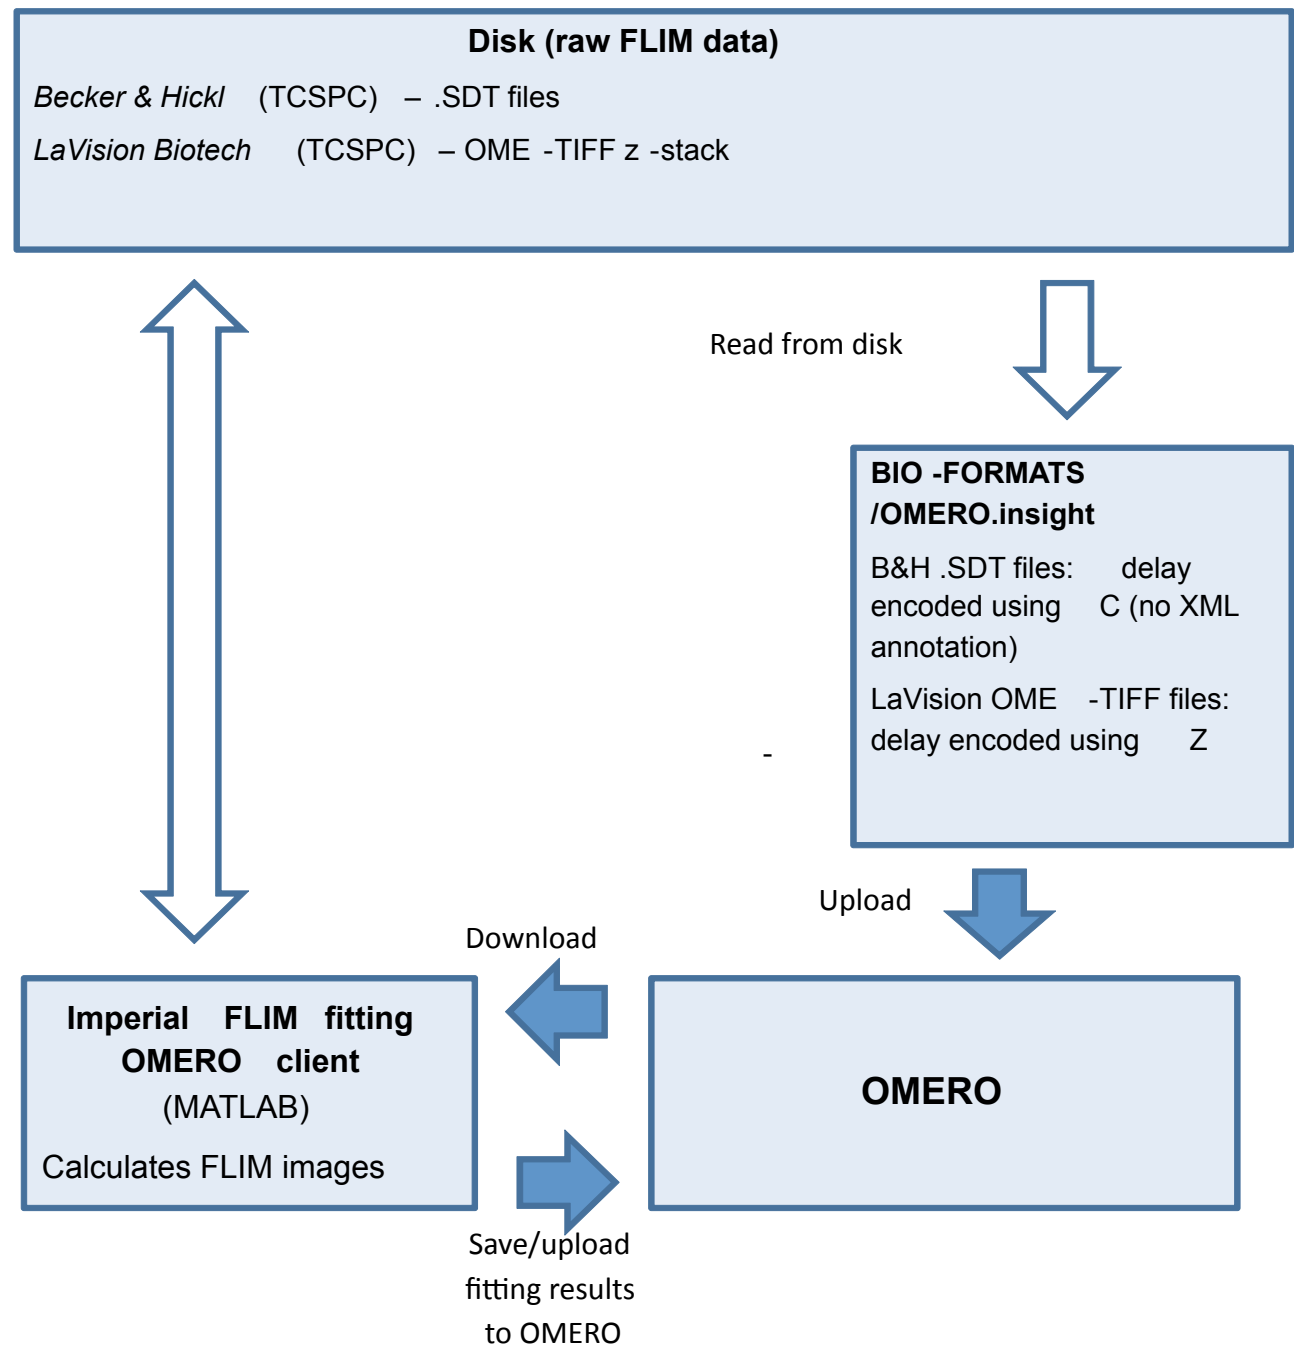 Disk (raw FLIM data)
Becker & Hickl (TCSPC) – .SDT files
LaVision Biotech (TCSPC) – OME -TIFF z -stack
Read from disk
BIO -FORMATS
/OMERO.insight
B&H .SDT files: delay
encoded using C (no XML
annotation)
LaVision OME -TIFF files:
delay encoded using Z
-
Upload
Download
Imperial FLIM fitting
OMERO client
(MATLAB)
Calculates FLIM images
OMERO
Save/upload
fitting results
to OMERO